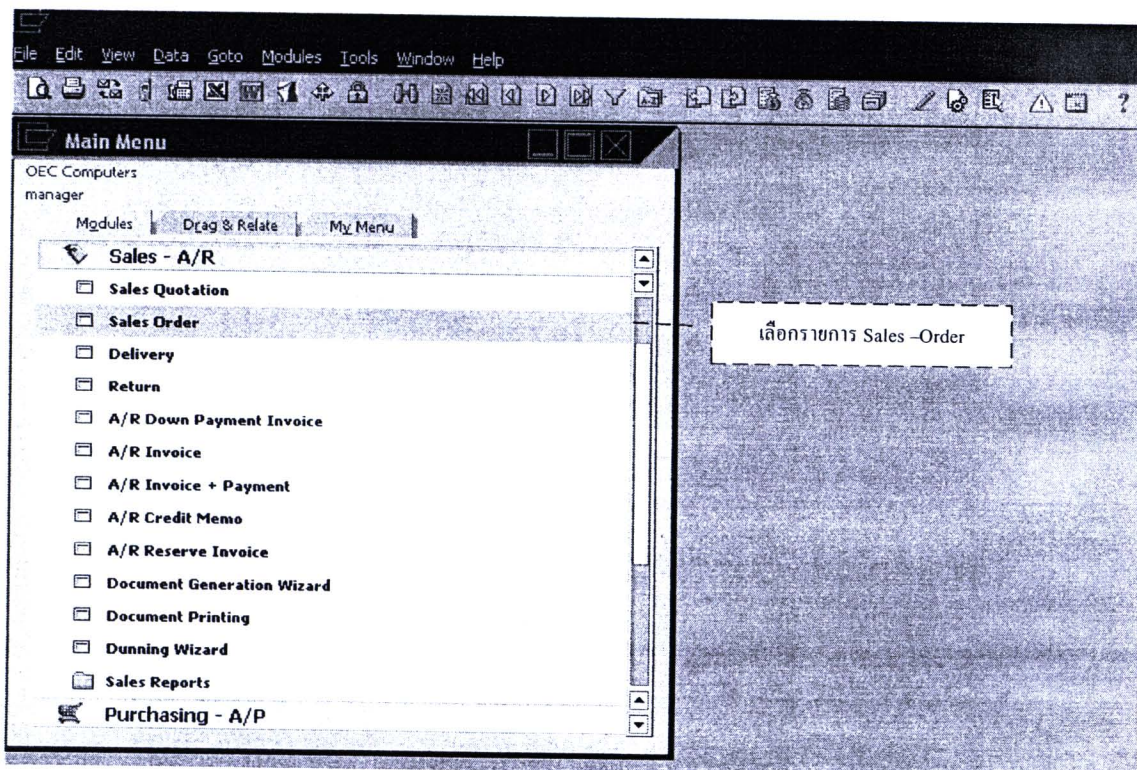 File Edit View Data Goto Modules Tools Window Help
Main Menu
OEC Computers
manager
Modules Drag & Relate My Menu
Sales - A/R
Sales Quotation
Sales Order
เลือกรายการ Sales –Order
Delivery
Return
A/R Down Payment Invoice
A/R Invoice
A/R Invoice + Payment
A/R Credit Memo
A/R Reserve Invoice
Document Generation Wizard
Document Printing
Dunning Wizard
Sales Reports
Purchasing - A/P